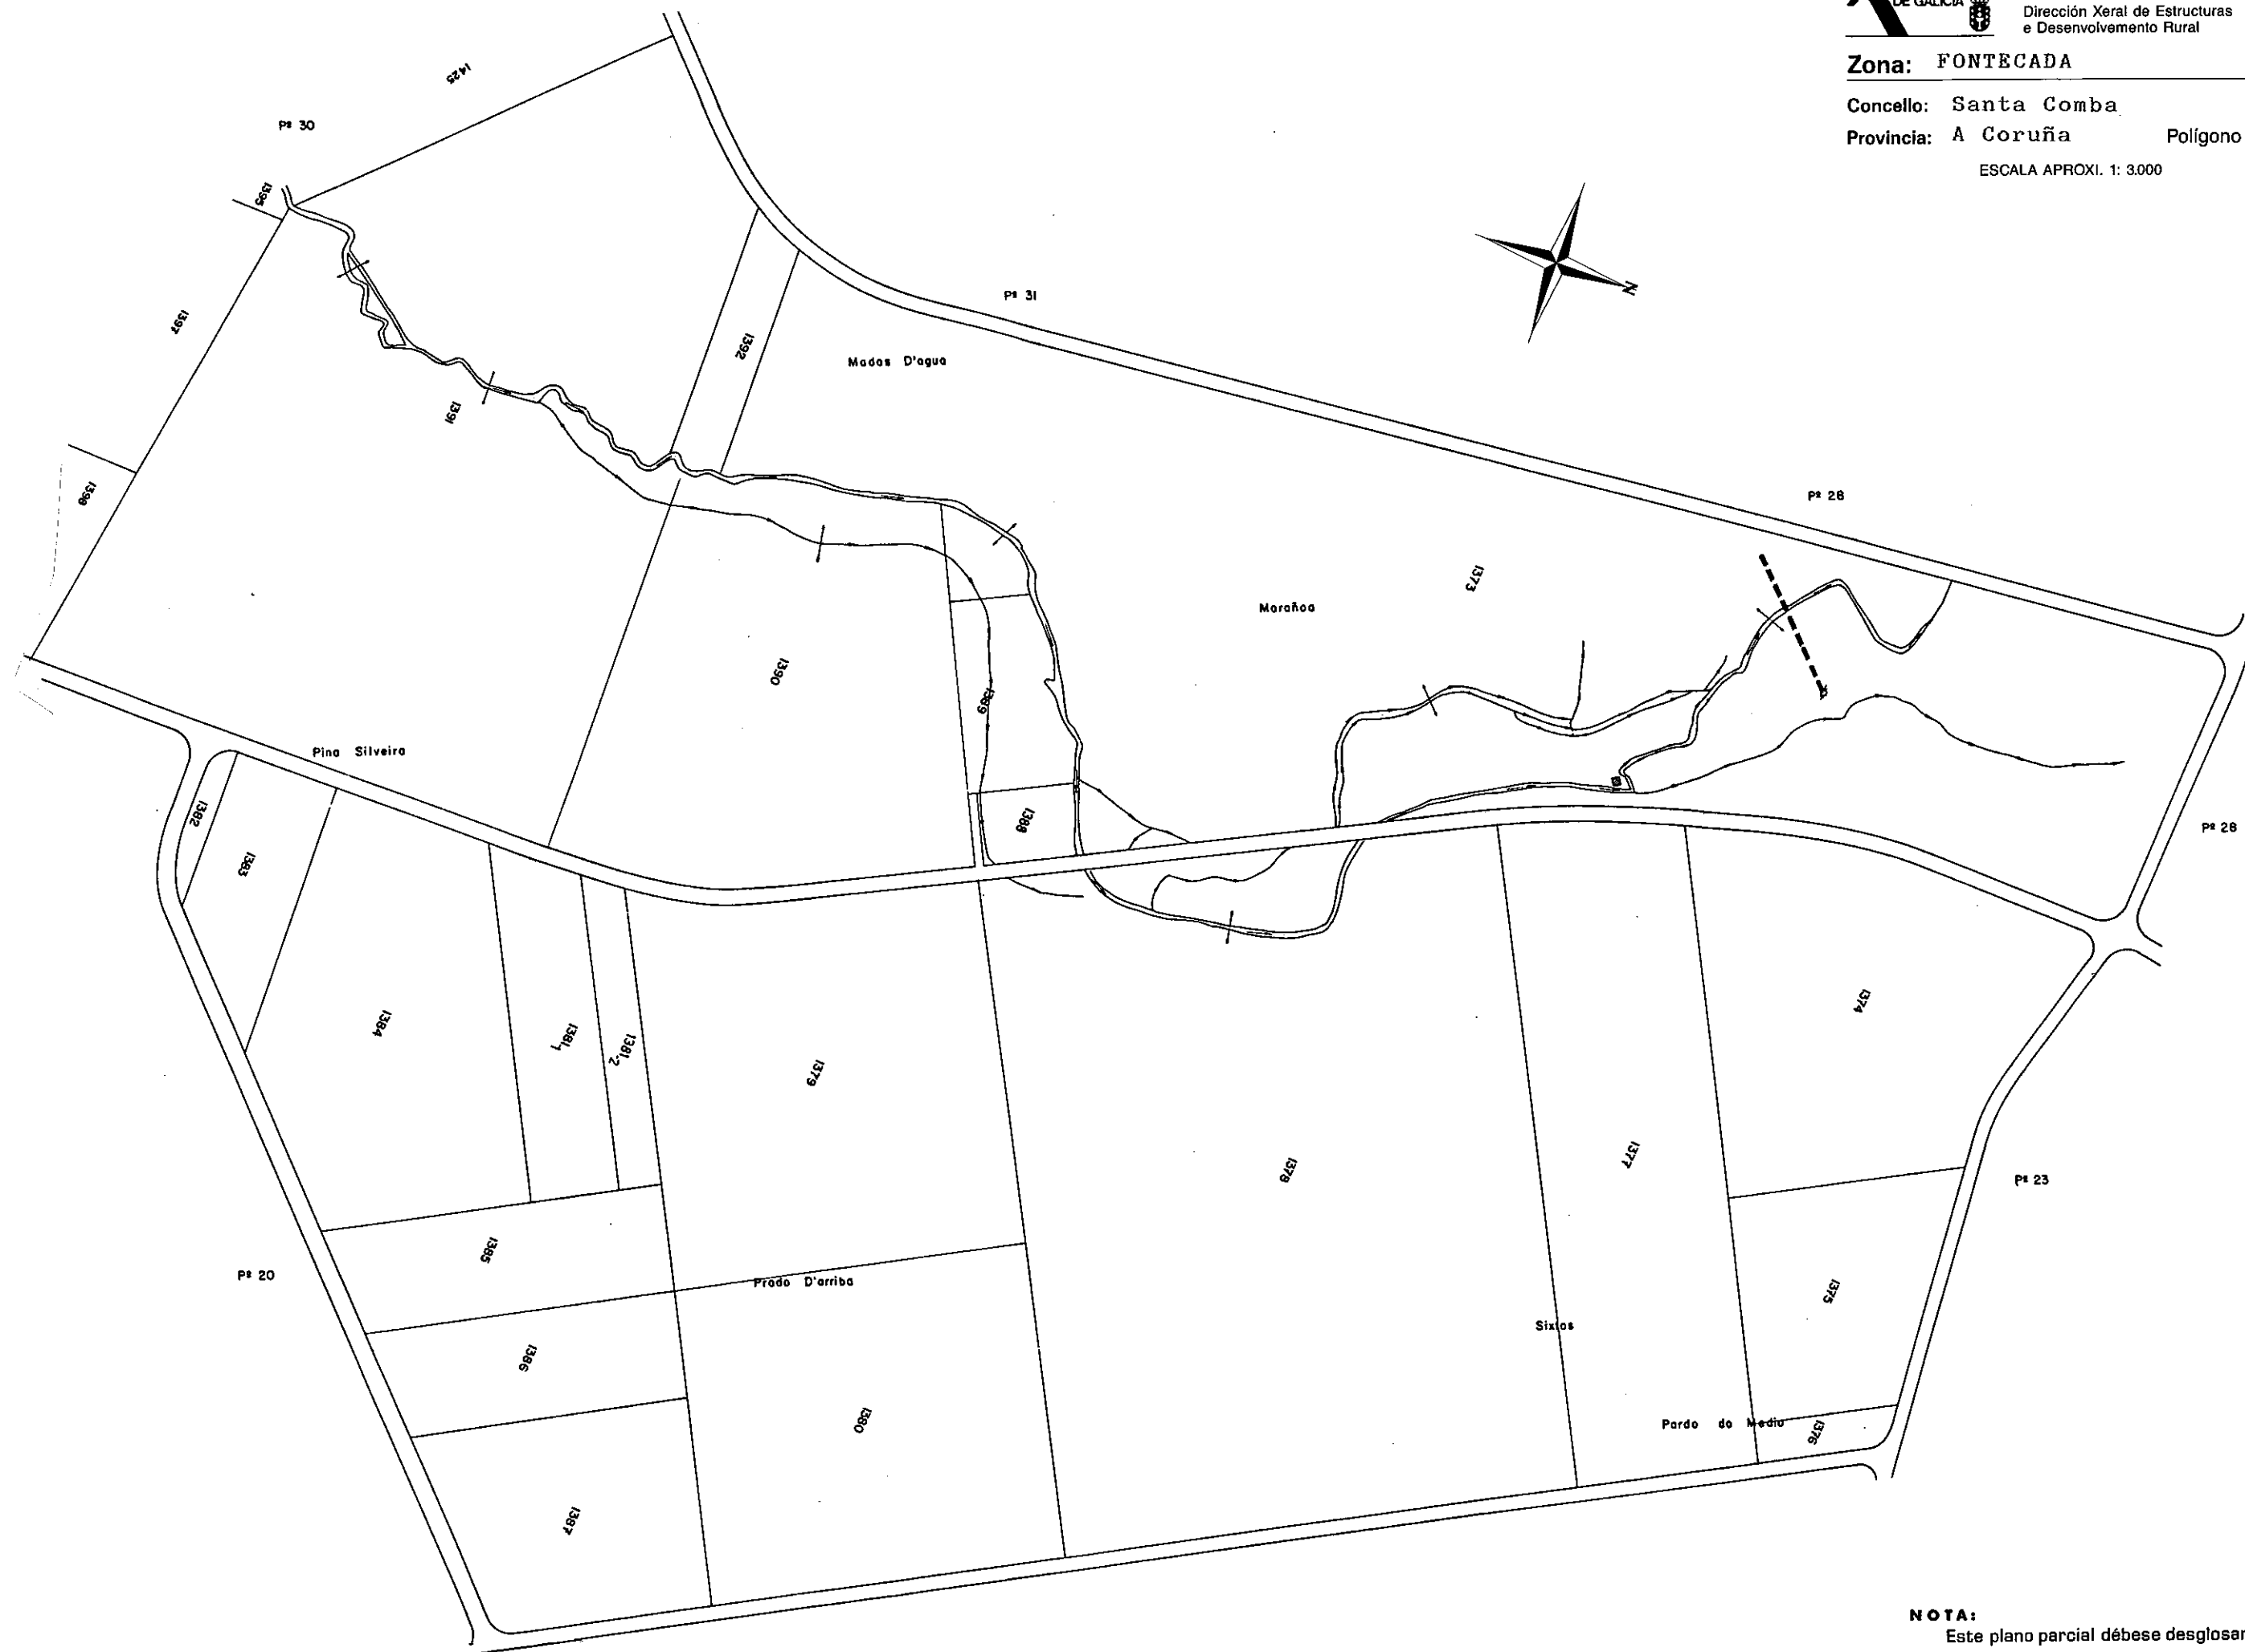 DE GALICIA
Dirección Xeral de Estructuras
e Desenvolvemento Rural
Zona: FONTECADA
Concello: Santa Comba
Provincia: A Coruña Polígono
ESCALA APROXI. 1: 3.000
1425
Pº 30
1395
N
Pº 31
1397
1392
Madas D'agua
1391
1398
Pº 28
1373
Marañoa
1390
1389
Pina Silveira
1382
1388
Pº 28
1383
1374
1384
1381-1
1381-2
1379
1377
1378
Pº 23
1385
Pº 20
Prado D'arriba
1375
Sixtas
1386
1380
Pardo do Medio
1376
1387
NOTA:
Este plano parcial débese desglosar